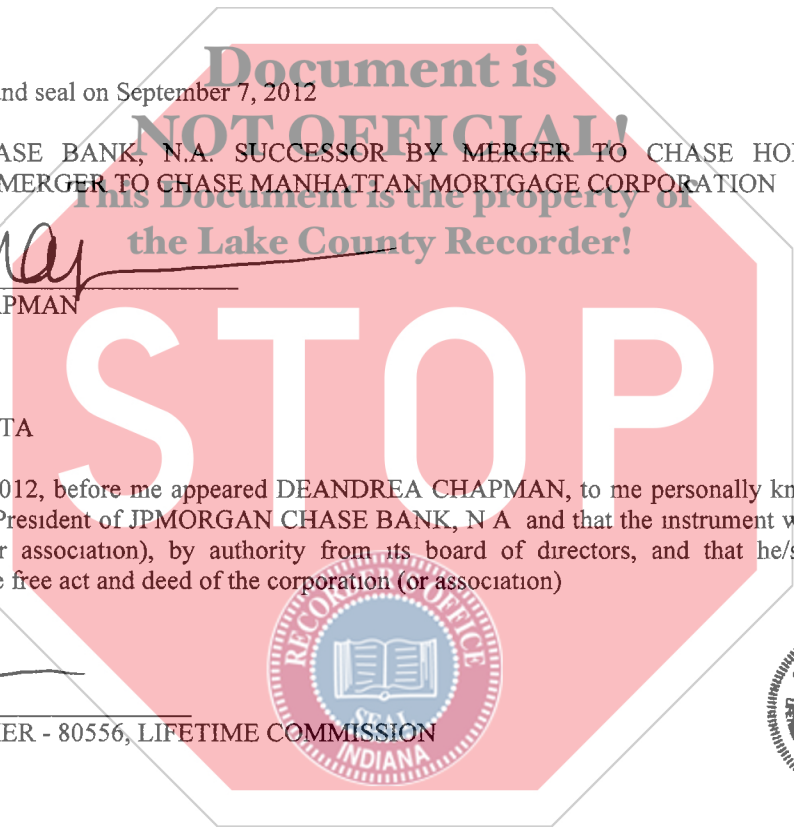 Document is
and seal on September 7, 2012
NOT OFFICIAL!
ASE BANK, N.A. SUCCESSOR BY MERGER TO CHASE HO
MERGER TO CHASE MANHATTAN MORTGAGE CORPORATION
This Document is the property of
the Lake County Recorder!
APMAN
STOP
TA
012, before me appeared DEANDREA CHAPMAN, to me personally kn
President of JPMORGAN CHASE BANK, N A and that the instrument w
r association), by authority from its board of directors, and that he/s
e free act and deed of the corporation (or association)
RECORDER'S OFFICE
SEAL
INDIANA
ER - 80556, LIFETIME COMMISSION